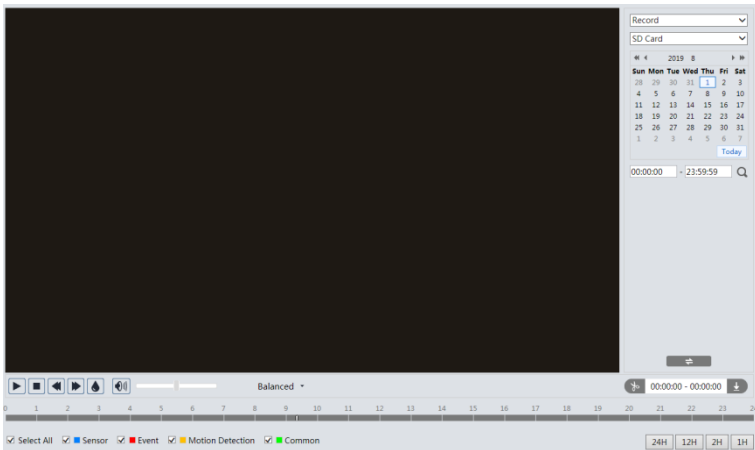 Record
SD Card
2019 8
Sun Mon Tue Wed Thu Fri Sat
28 29 30 31 1 2 3
4 5 6 7 8 9 10
11 12 13 14 15 16 17
18 19 20 21 22 23 24
25 26 27 28 29 30 31
1 2 3 4 5 6 7
Today
00:00:00 - 23:59:59
Balanced
00:00:00 - 00:00:00
0 1 2 3 4 5 6 7 8 9 10 11 12 13 14 15 16 17 18 19 20 21 22 23 2
Select All Sensor Event Motion Detection Common
24H 12H 2H 1H